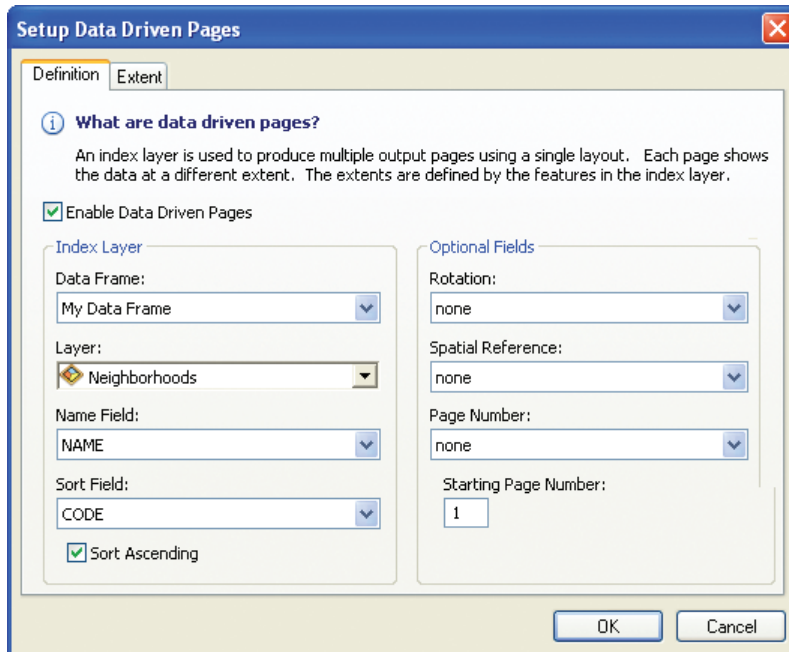 Setup Data Driven Pages
Definition
Extent
What are data driven pages?
An index layer is used to produce multiple output pages using a single layout. Each page shows
the data at a different extent. The extents are defined by the features in the index layer.
Enable Data Driven Pages
Index Layer
Data Frame:
My Data Frame
Layer:
Neighborhoods
Name Field:
NAME
Sort Field:
CODE
Sort Ascending
Optional Fields
Rotation:
none
Spatial Reference:
none
Page Number:
none
Starting Page Number:
1
OK
Cancel